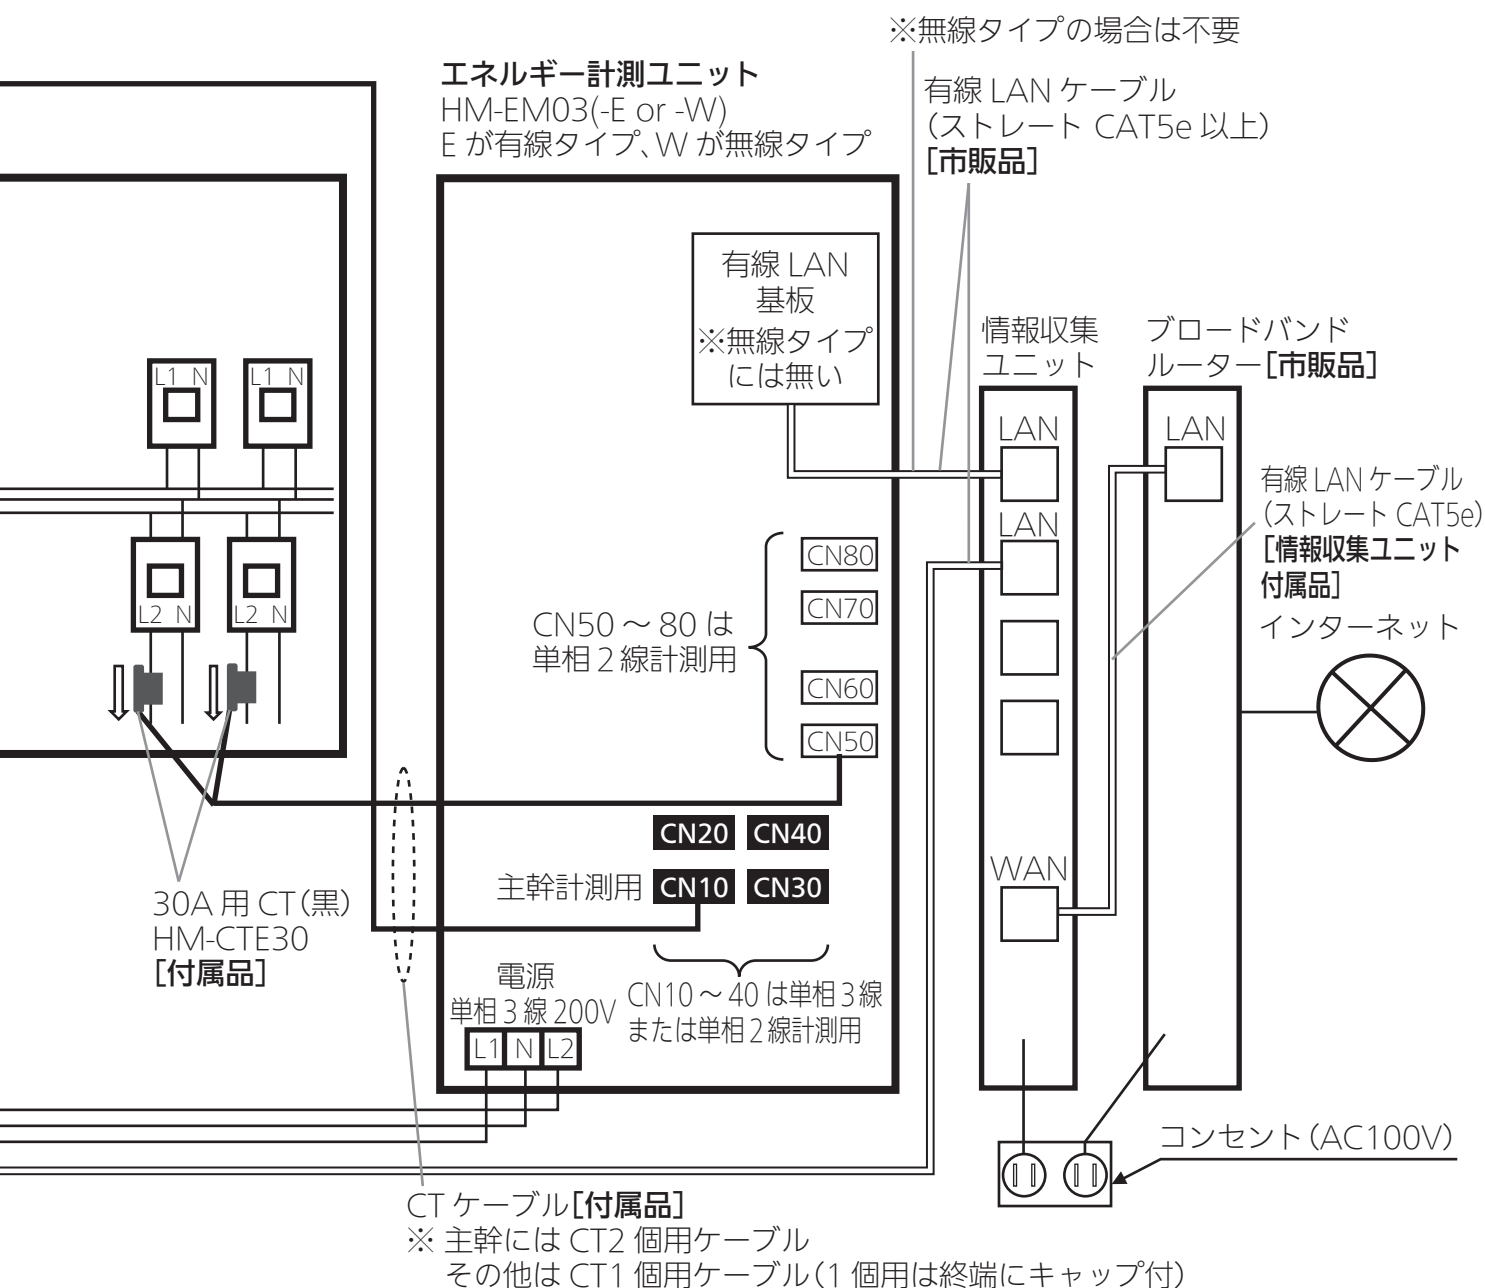 ※無線タイプの場合は不要
エネルギー計測ユニット
HM-EM03(-E or -W)
E が有線タイプ、W が無線タイプ
有線 LAN ケーブル
（ストレート CAT5e 以上）
[市販品]
有線 LAN
基板
※無線タイプ
には無い
情報収集
ユニット
ブロードバンド
ルーター[市販品]
L1 N
L1 N
LAN
LAN
有線 LAN ケーブル
（ストレート CAT5e）
[情報収集ユニット
付属品]
LAN
CN80
CN70
CN50 ～ 80 は
単相 2 線計測用
CN60
CN50
L2 N
L2 N
インターネット
CN20 CN40
主幹計測用 CN10 CN30
WAN
30A 用 CT（黒）
HM-CTE30
[付属品]
電源
単相 3 線 200V
L1 N L2
CN10 ～ 40 は単相 3 線
または単相 2 線計測用
コンセント（AC100V）
CT ケーブル[付属品]
※ 主幹には CT2 個用ケーブル
その他は CT1 個用ケーブル（1 個用は終端にキャップ付）